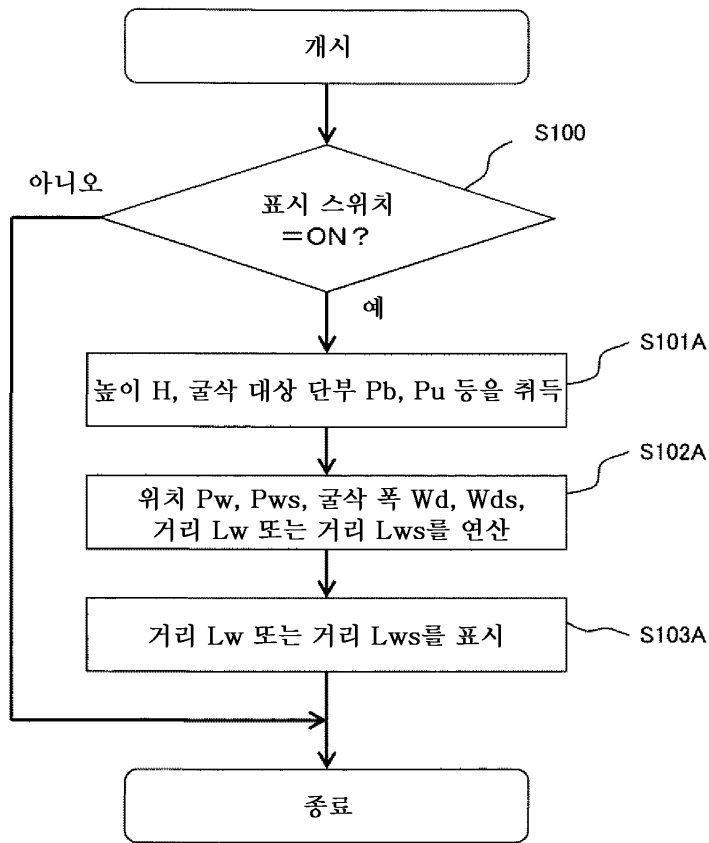 개시
S100
아니오
표시 스위치
＝ON？
예
S101A
높이 H, 굴삭 대상 단부 Pb, Pu 등을 취득
S102A
위치 Pw, Pws, 굴삭 폭 Wd, Wds,
거리 Lw 또는 거리 Lws를 연산
거리 Lw 또는 거리 Lws를 표시
S103A
종료